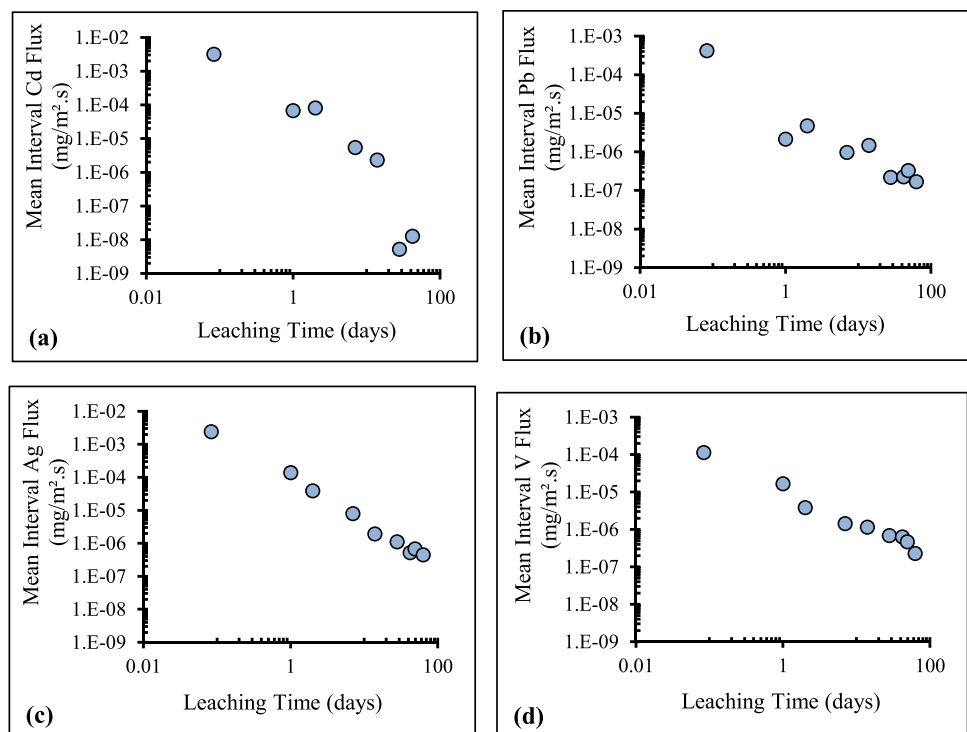 Mean Interval Cd Flux
(mg/m².s)
1.E-02
1.E-03
1.E-04
1.E-05
1.E-06
1.E-07
1.E-08
1.E-09
0.01
1
100
Leaching Time (days)
(a)
Mean Interval Pb Flux
(mg/m².s)
1.E-03
1.E-04
1.E-05
1.E-06
1.E-07
1.E-08
1.E-09
0.01
1
100
Leaching Time (days)
(b)
Mean Interval Ag Flux
(mg/m².s)
1.E-02
1.E-03
1.E-04
1.E-05
1.E-06
1.E-07
1.E-08
1.E-09
0.01
1
100
Leaching Time (days)
(c)
Mean Interval V Flux
(mg/m².s)
1.E-03
1.E-04
1.E-05
1.E-06
1.E-07
1.E-08
1.E-09
0.01
1
100
Leaching Time (days)
(d)